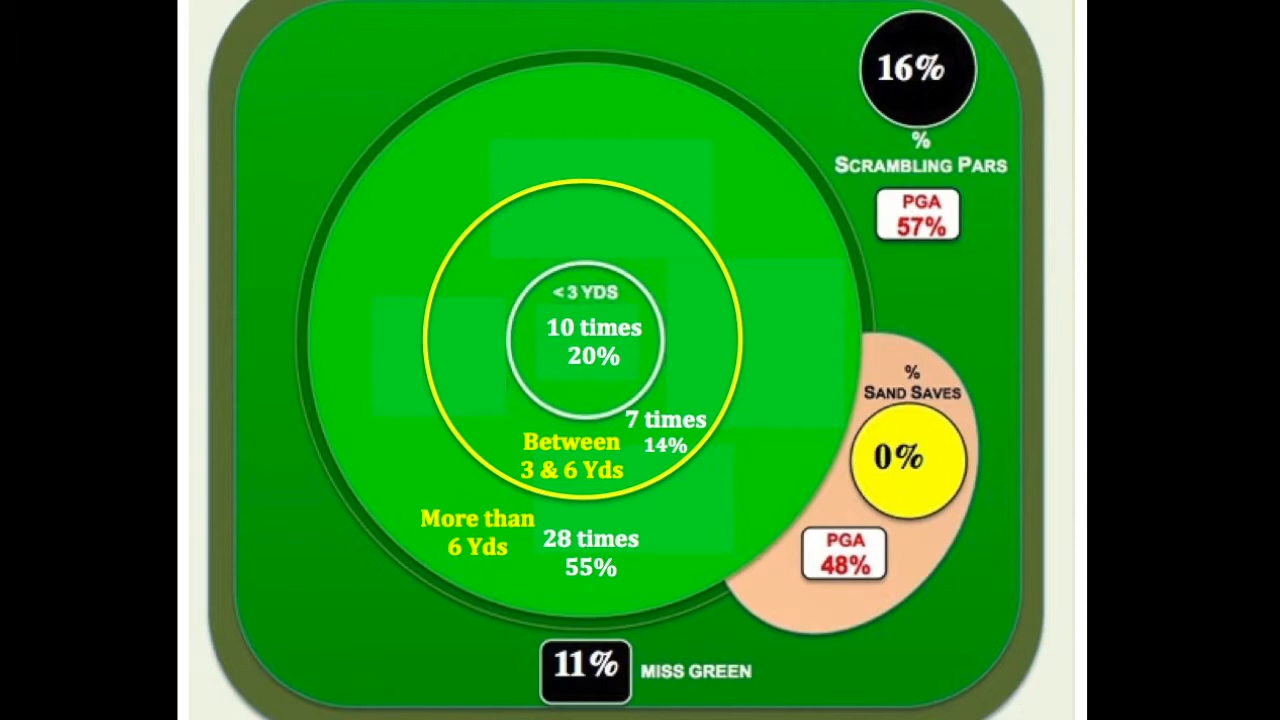 16%
%
SCRAMBLING PARS
PGA
57%
< 3 YDS
10 times
20%
7 times
14%
Between
3 & 6 Yds
%
SAND SAVES
0%
PGA
48%
More than
6 Yds
28 times
55%
11%
MISS GREEN